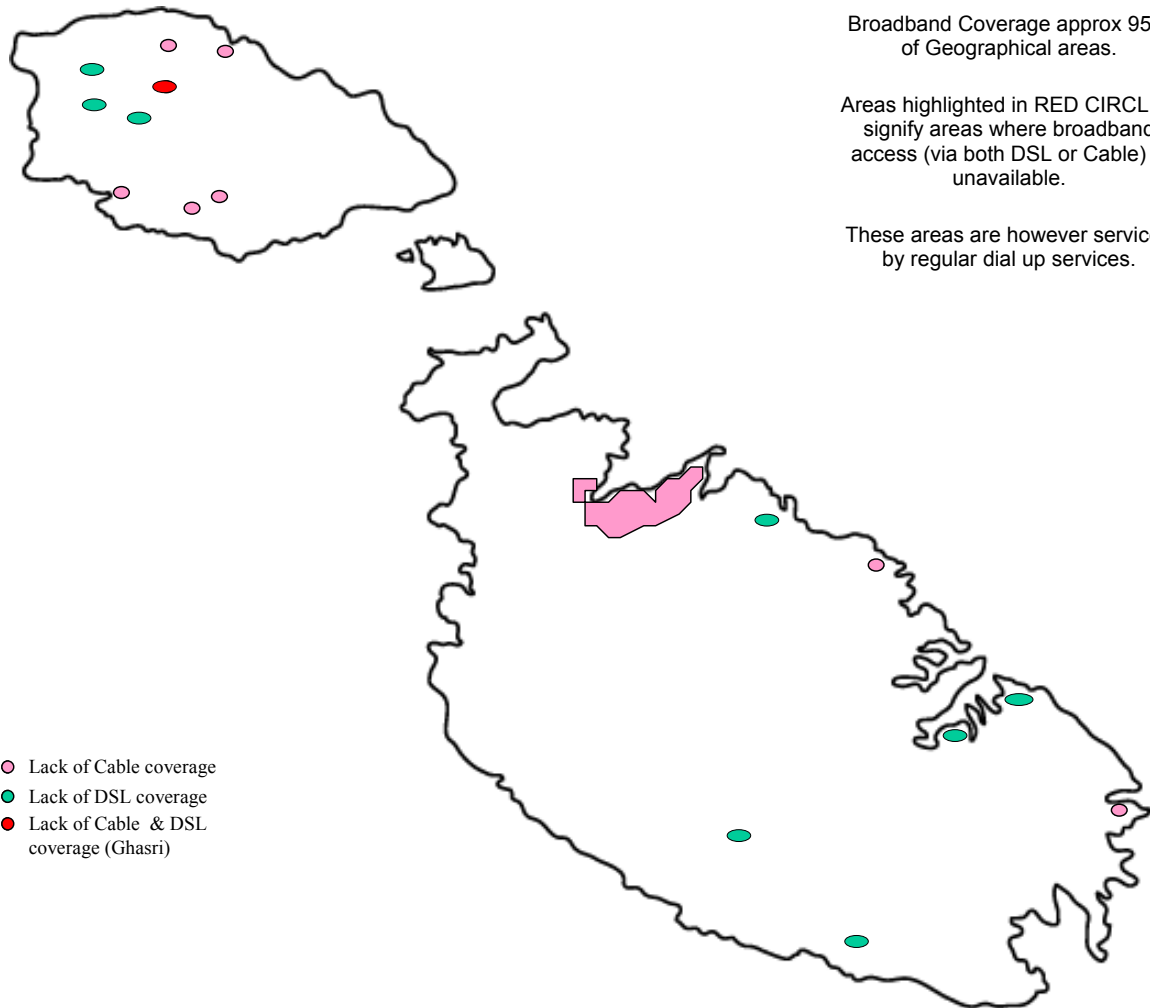 Broadband Coverage approx 95
of Geographical areas.
Areas highlighted in RED CIRCL
signify areas where broadband
access (via both DSL or Cable)
unavailable.
These areas are however service
by regular dial up services.
Lack of Cable coverage
Lack of DSL coverage
Lack of Cable & DSL
coverage (Ghasri)